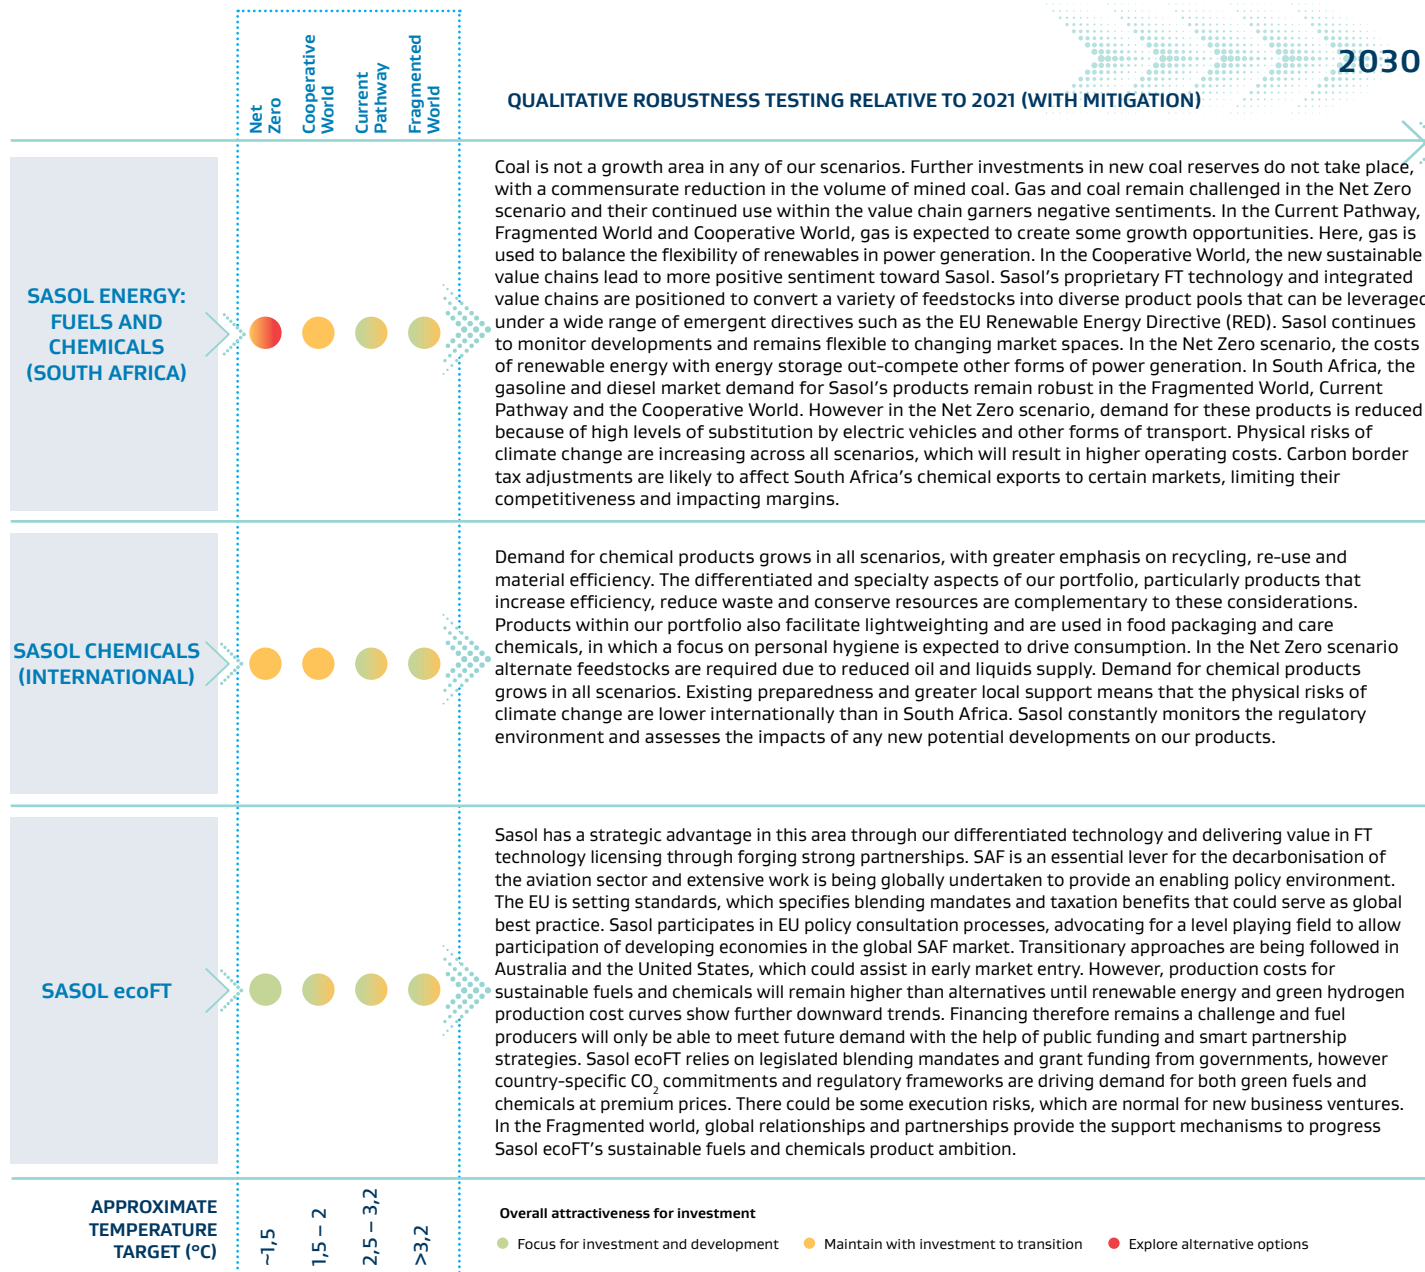 Net
Zero
Cooperative
World
Current
Pathway
Fragmented
World
2030
QUALITATIVE ROBUSTNESS TESTING RELATIVE TO 2021 (WITH MITIGATION)
SASOL ENERGY:
FUELS AND
CHEMICALS
(SOUTH AFRICA)
Coal is not a growth area in any of our scenarios. Further investments in new coal reserves do not take place,
with a commensurate reduction in the volume of mined coal. Gas and coal remain challenged in the Net Zero
scenario and their continued use within the value chain garners negative sentiments. In the Current Pathway,
Fragmented World and Cooperative World, gas is expected to create some growth opportunities. Here, gas is
used to balance the flexibility of renewables in power generation. In the Cooperative World, the new sustainable
value chains lead to more positive sentiment toward Sasol. Sasol's proprietary FT technology and integrated
value chains are positioned to convert a variety of feedstocks into diverse product pools that can be leveraged
under a wide range of emergent directives such as the EU Renewable Energy Directive (RED). Sasol continues
to monitor developments and remains flexible to changing market spaces. In the Net Zero scenario, the costs
of renewable energy with energy storage out-compete other forms of power generation. In South Africa, the
gasoline and diesel market demand for Sasol's products remain robust in the Fragmented World, Current
Pathway and the Cooperative World. However in the Net Zero scenario, demand for these products is reduced
because of high levels of substitution by electric vehicles and other forms of transport. Physical risks of
climate change are increasing across all scenarios, which will result in higher operating costs. Carbon border
tax adjustments are likely to affect South Africa's chemical exports to certain markets, limiting their
competitiveness and impacting margins.
SASOL CHEMICALS
(INTERNATIONAL)
Demand for chemical products grows in all scenarios, with greater emphasis on recycling, re-use and
material efficiency. The differentiated and specialty aspects of our portfolio, particularly products that
increase efficiency, reduce waste and conserve resources are complementary to these considerations.
Products within our portfolio also facilitate lightweighting and are used in food packaging and care
chemicals, in which a focus on personal hygiene is expected to drive consumption. In the Net Zero scenario
alternate feedstocks are required due to reduced oil and liquids supply. Demand for chemical products
grows in all scenarios. Existing preparedness and greater local support means that the physical risks of
climate change are lower internationally than in South Africa. Sasol constantly monitors the regulatory
environment and assesses the impacts of any new potential developments on our products.
SASOL ecoFT
Sasol has a strategic advantage in this area through our differentiated technology and delivering value in FT
technology licensing through forging strong partnerships. SAF is an essential lever for the decarbonisation of
the aviation sector and extensive work is being globally undertaken to provide an enabling policy environment.
The EU is setting standards, which specifies blending mandates and taxation benefits that could serve as global
best practice. Sasol participates in EU policy consultation processes, advocating for a level playing field to allow
participation of developing economies in the global SAF market. Transitionary approaches are being followed in
Australia and the United States, which could assist in early market entry. However, production costs for
sustainable fuels and chemicals will remain higher than alternatives until renewable energy and green hydrogen
production cost curves show further downward trends. Financing therefore remains a challenge and fuel
producers will only be able to meet future demand with the help of public funding and smart partnership
strategies. Sasol ecoFT relies on legislated blending mandates and grant funding from governments, however
country-specific CO₂ commitments and regulatory frameworks are driving demand for both green fuels and
chemicals at premium prices. There could be some execution risks, which are normal for new business ventures.
In the Fragmented world, global relationships and partnerships provide the support mechanisms to progress
Sasol ecoFT's sustainable fuels and chemicals product ambition.
APPROXIMATE
TEMPERATURE
TARGET (°C)
~1,5
1,5 – 2
2,5 – 3,2
>3,2
Overall attractiveness for investment
Focus for investment and development
Maintain with investment to transition
Explore alternative options